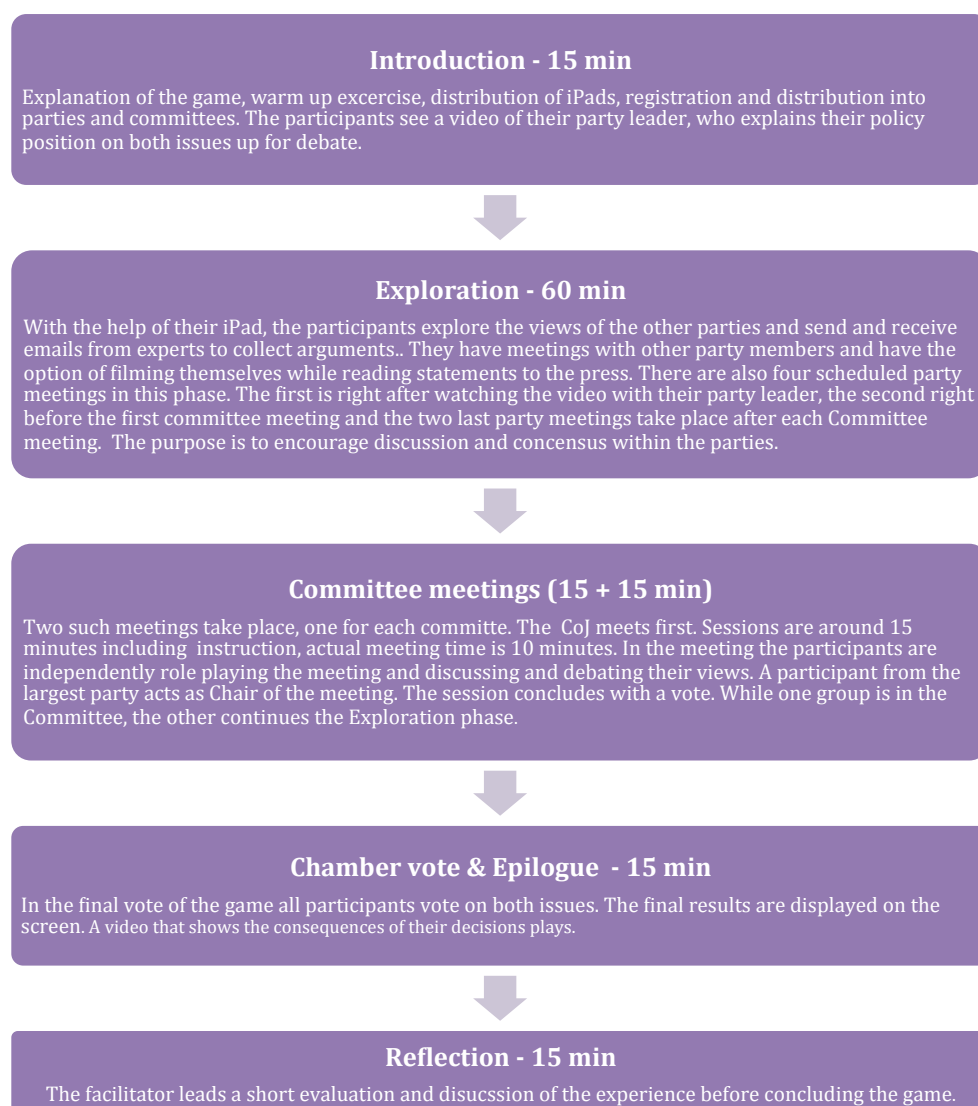 Introduction - 15 min
Explanation of the game, warm up excercise, distribution of iPads, registration and distribution into
parties and committees. The participants see a video of their party leader, who explains their policy
position on both issues up for debate.
Exploration - 60 min
With the help of their iPad, the participants explore the views of the other parties and send and receive
emails from experts to collect arguments.. They have meetings with other party members and have the
option of filming themselves while reading statements to the press. There are also four scheduled party
meetings in this phase. The first is right after watching the video with their party leader, the second right
before the first committee meeting and the two last party meetings take place after each Committee
meeting. The purpose is to encourage discussion and concensus within the parties.
Committee meetings (15 + 15 min)
Two such meetings take place, one for each committe. The CoJ meets first. Sessions are around 15
minutes including instruction, actual meeting time is 10 minutes. In the meeting the participants are
independently role playing the meeting and discussing and debating their views. A participant from the
largest party acts as Chair of the meeting. The session concludes with a vote. While one group is in the
Committee, the other continues the Exploration phase.
Chamber vote & Epilogue - 15 min
In the final vote of the game all participants vote on both issues. The final results are displayed on the
screen. A video that shows the consequences of their decisions plays.
Reflection - 15 min
The facilitator leads a short evaluation and disucssion of the experience before concluding the game.